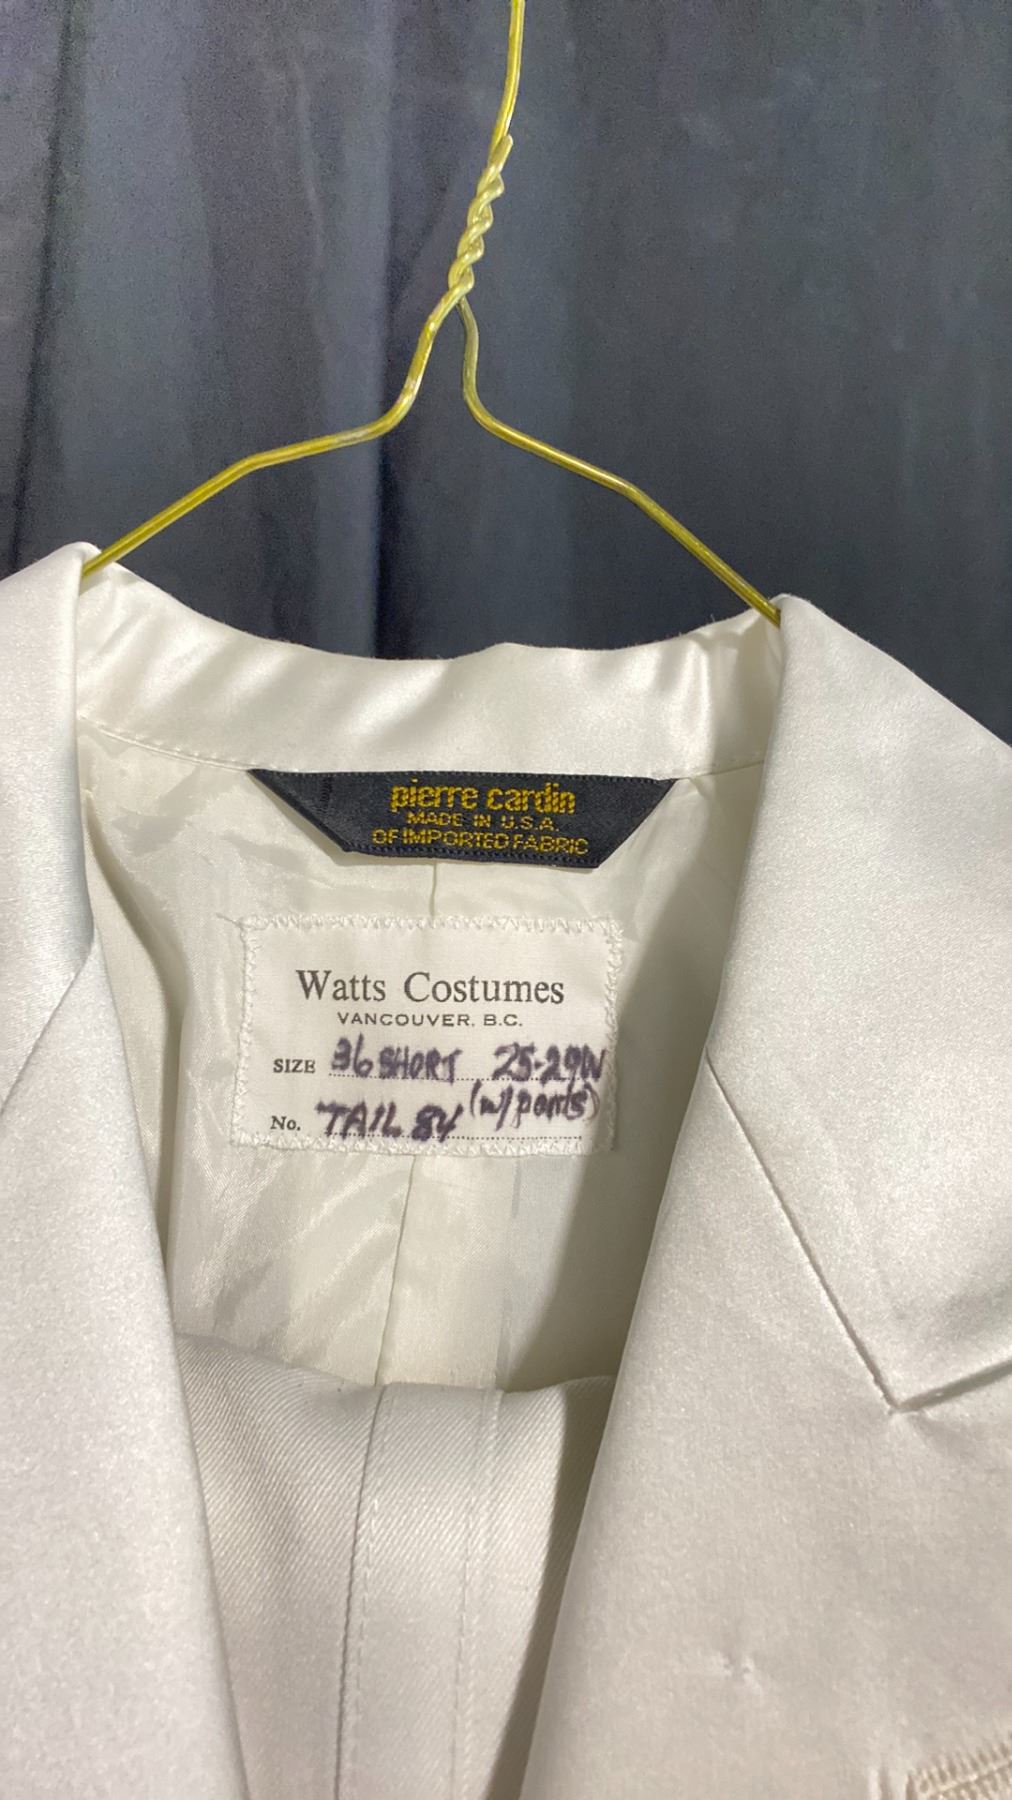 pierre cardin
MADE IN U.S.A.
OF IMPORTED FABRIC
Watts Costumes
VANCOUVER, B.C.
SIZE 36 SHORT 25-29W
No. TAIL 84 (w/pants)